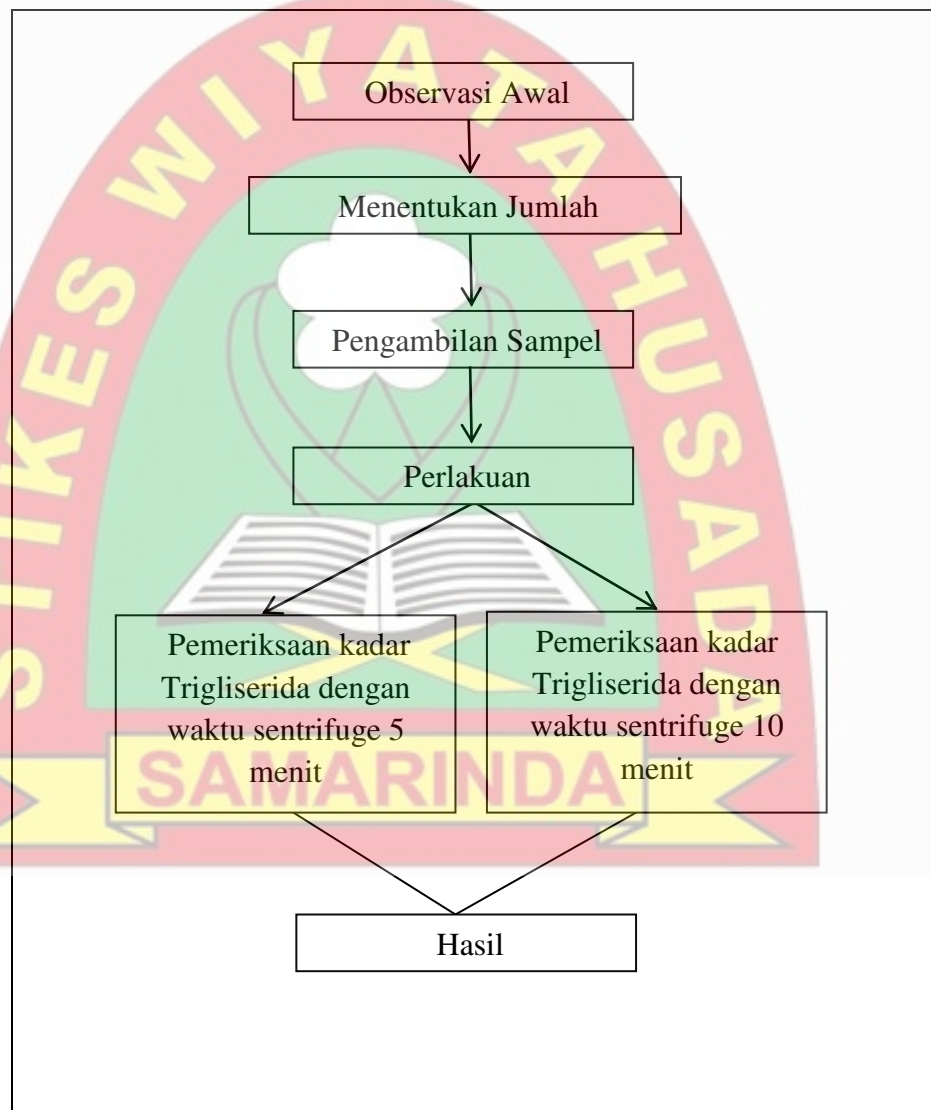 STIKES WIYATA HUSADA
Observasi Awal
Menentukan Jumlah
Pengambilan Sampel
Perlakuan
Pemeriksaan kadar
Trigliserida dengan
waktu sentrifuge 5
menit
Pemeriksaan kadar
Trigliserida dengan
waktu sentrifuge 10
menit
SAMARINDA
Hasil